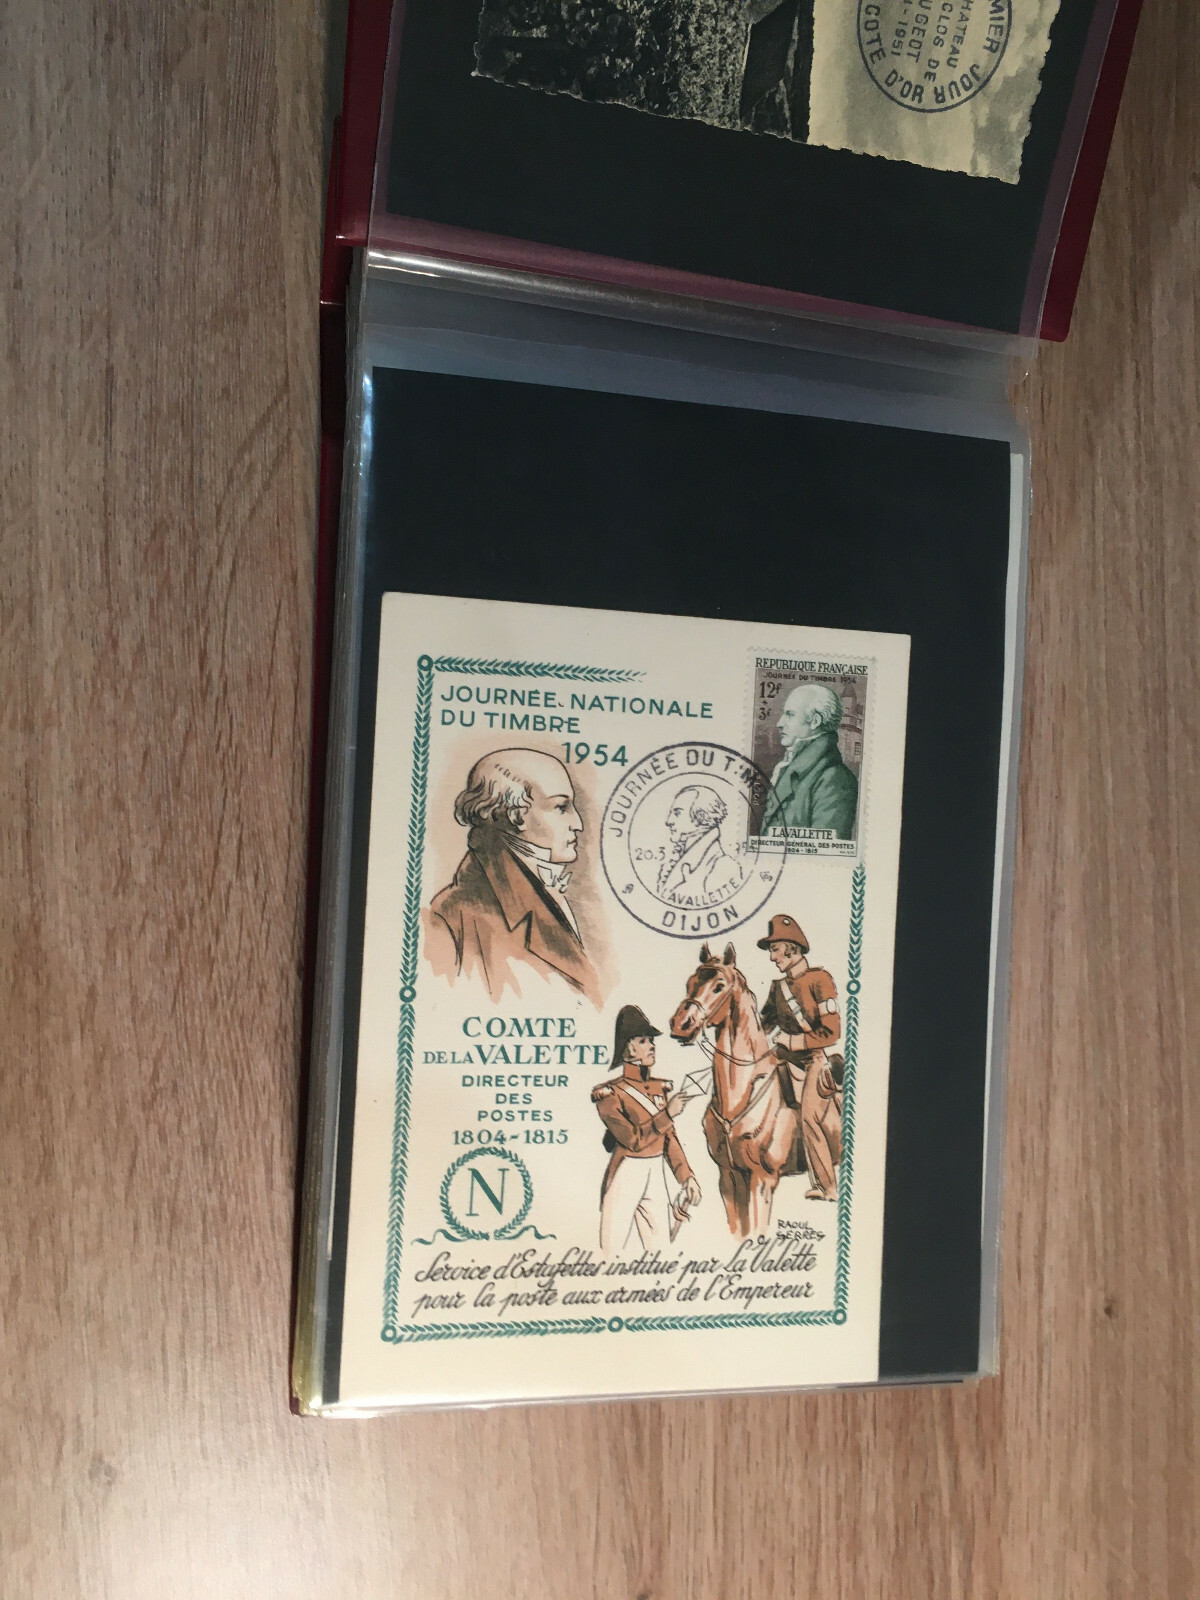 MIER JOUR
CHATEAU
CLOS DE
UGEOT
1951
COTE D'OR
JOURNÉE NATIONALE
DU TIMBRE
1954
REPUBLIQUE FRANÇAISE
JOURNÉE DU TIMBRE 1954
12f
+
3f
LAVALLETTE
DIRECTEUR GÉNÉRAL DES POSTES
1804-1815
JOURNÉE DU TIMB
20.3
LAVALLETTE
DIJON
COMTE
DE LA VALETTE
DIRECTEUR
DES
POSTES
1804-1815
N
RAOUL
SERRES
Service d'Estafettes institué par La Valette
pour la poste aux armées de l'Empereur